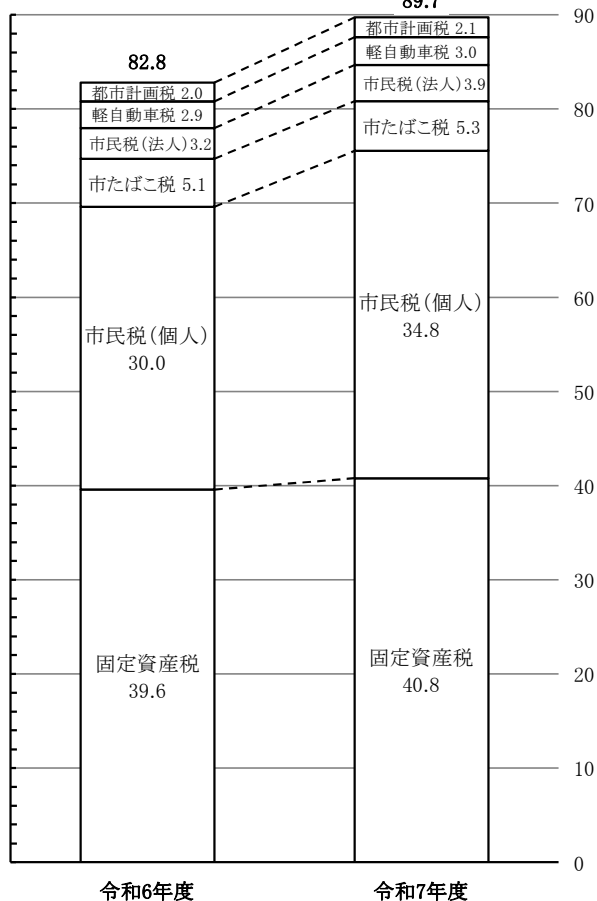 89.7
90
都市計画税 2.1
82.8
軽自動車税 3.0
都市計画税 2.0
市民税(法人)3.9
80
軽自動車税 2.9
市たばこ税 5.3
市民税(法人)3.2
市たばこ税 5.1
70
60
市民税(個人)
34.8
市民税(個人)
30.0
50
40
30
固定資産税
40.8
固定資産税
39.6
20
10
0
令和6年度
令和7年度